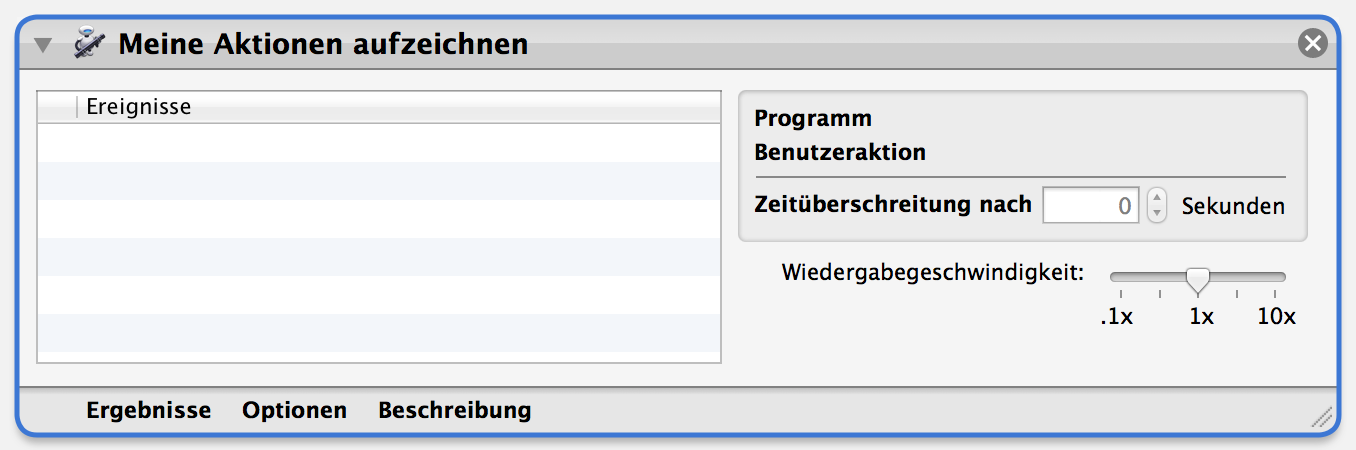 Meine Aktionen aufzeichnen
Ereignisse
Programm
Benutzeraktion
Zeitüberschreitung nach 0 Sekunden
Wiedergabegeschwindigkeit:
.1x 1x 10x
Ergebnisse Optionen Beschreibung